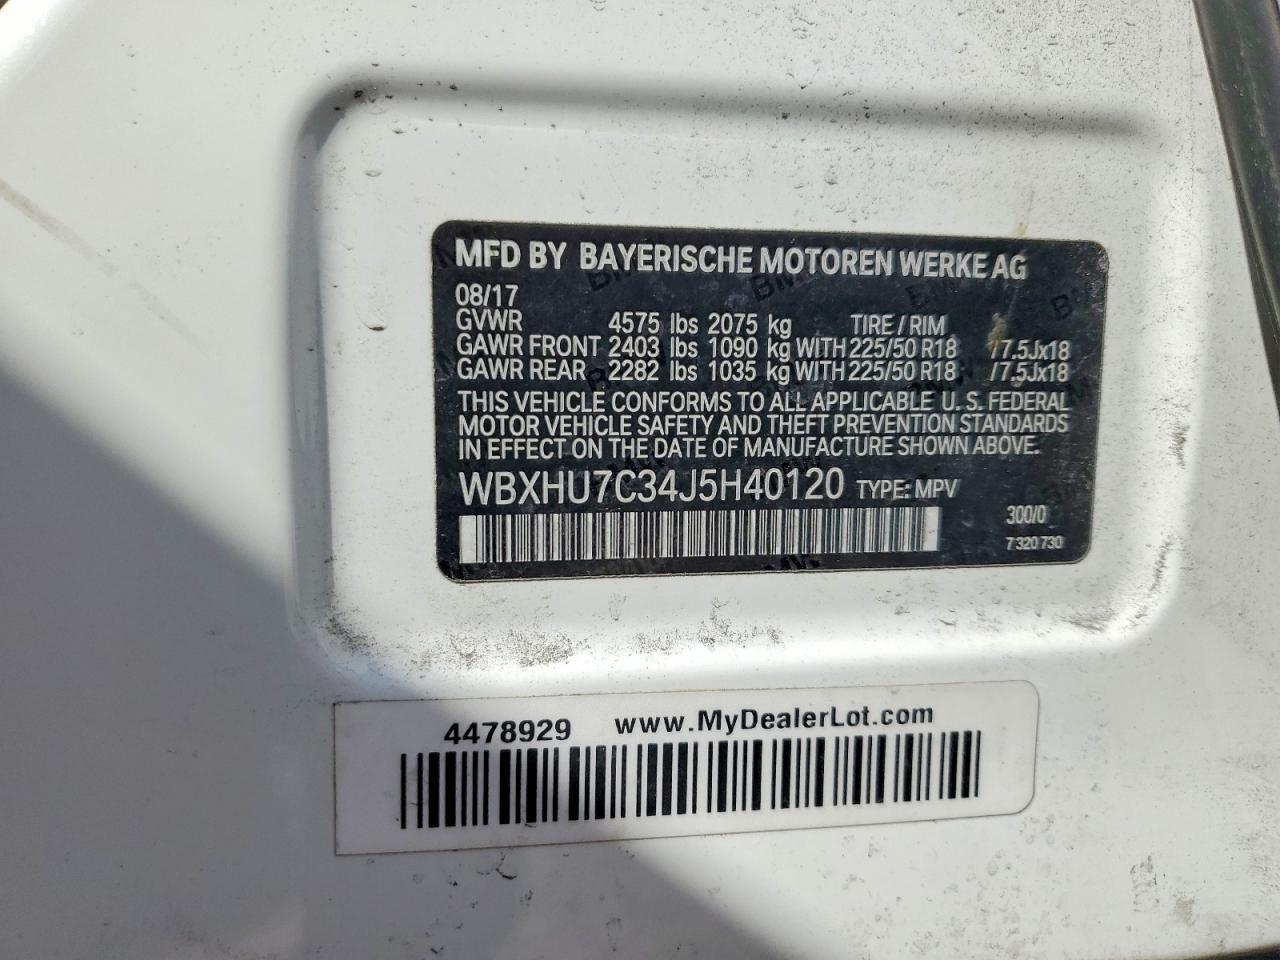 MFD BY BAYERISCHE MOTOREN WERKE AG
08/17
GVWR 4575 lbs 2075 kg TIRE/RIM
GAWR FRONT 2403 lbs 1090 kg WITH 225/50 R18 /7.5Jx18
GAWR REAR 2282 lbs 1035 kg WITH 225/50 R18 /7.5Jx18
THIS VEHICLE CONFORMS TO ALL APPLICABLE U.S. FEDERAL
MOTOR VEHICLE SAFETY AND THEFT PREVENTION STANDARDS
IN EFFECT ON THE DATE OF MANUFACTURE SHOWN ABOVE.
WBXHU7C34J5H40120 TYPE: MPV
300/0
7 320 730
4478929 www.MyDealerLot.com